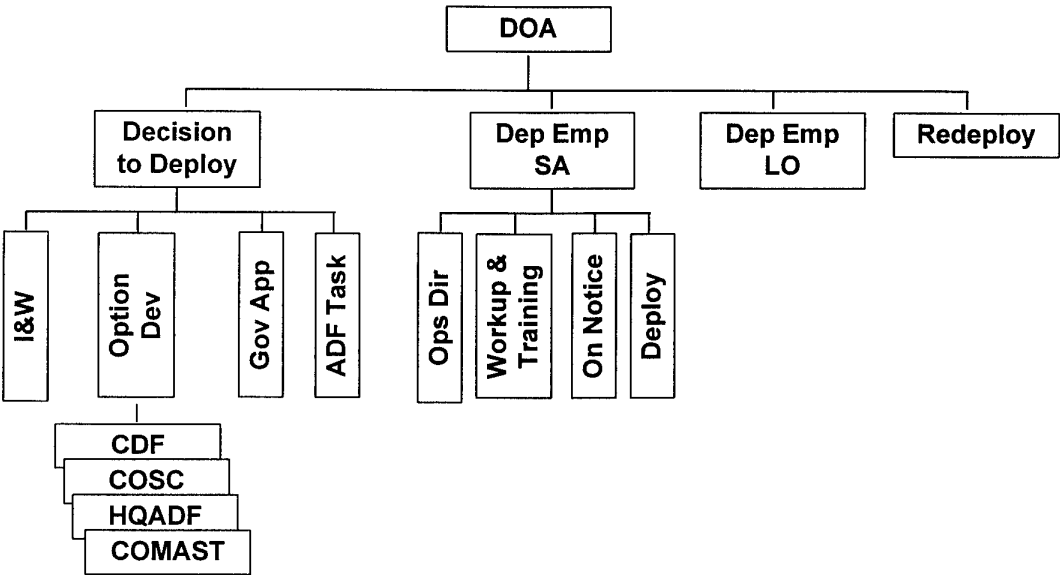 DOA
Decision
to Deploy
Dep Emp
SA
Dep Emp
LO
Redeploy
I&W
Option
Dev
Gov App
ADF Task
Ops Dir
Workup &
Training
On Notice
Deploy
CDF
COSC
HQADF
COMAST